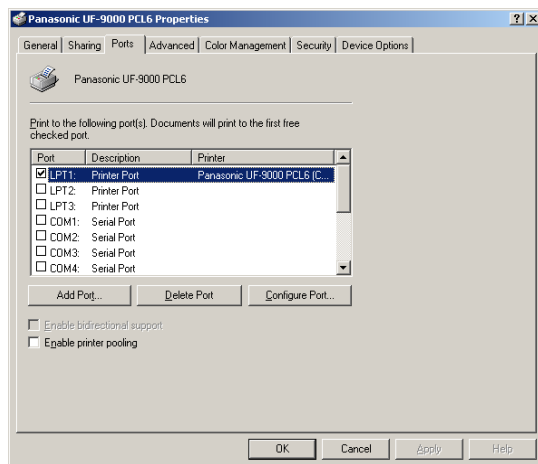 Panasonic UF-9000 PCL6 Properties
General Sharing Ports Advanced Color Management Security Device Options
Panasonic UF-9000 PCL6
Print to the following port(s). Documents will print to the first free
checked port.
Port Description Printer
LPT1: Printer Port Panasonic UF-9000 PCL6 (C...
LPT2: Printer Port
LPT3: Printer Port
COM1: Serial Port
COM2: Serial Port
COM3: Serial Port
COM4: Serial Port
Add Port... Delete Port Configure Port...
Enable bidirectional support
Enable printer pooling
OK Cancel Apply Help